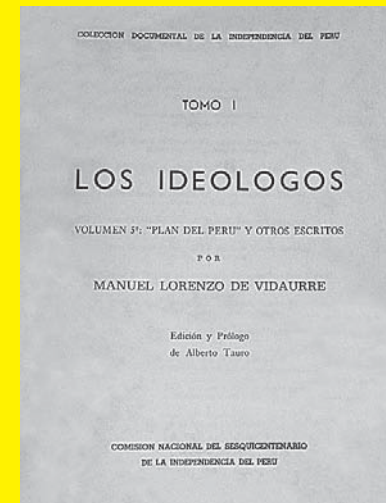 COLECCION DOCUMENTAL DE LA INDEPENDENCIA DEL PERU
TOMO I
LOS IDEOLOGOS
VOLUMEN 5º: "PLAN DEL PERU" Y OTROS ESCRITOS
POR
MANUEL LORENZO DE VIDAURRE
Edición y Prólogo
de Alberto Tauro
COMISION NACIONAL DEL SESQUICENTENARIO
DE LA INDEPENDENCIA DEL PERU